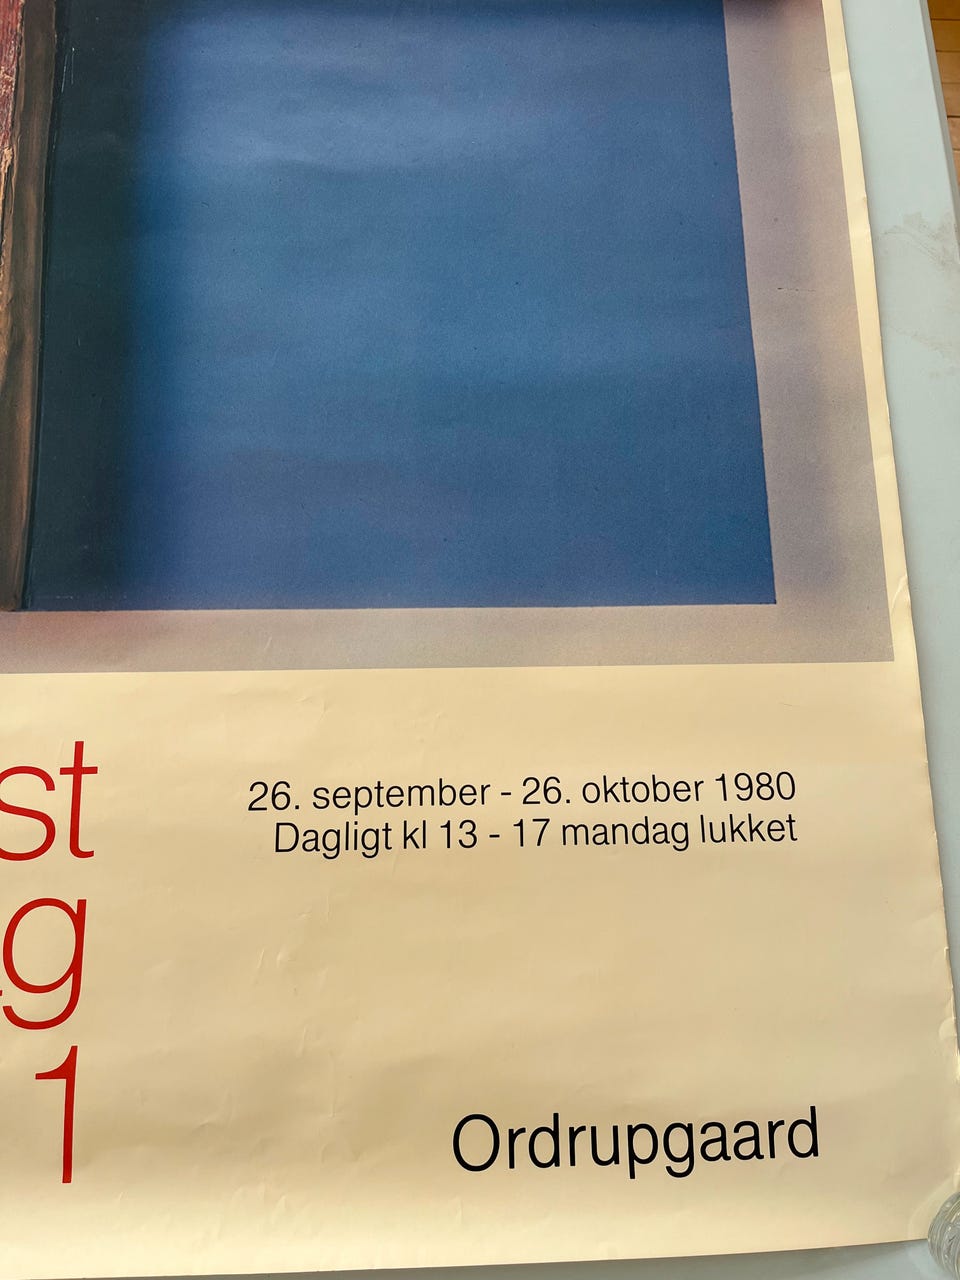 st
26. september - 26. oktober 1980
Dagligt kl 13 - 17 mandag lukket
g
1
Ordrupgaard